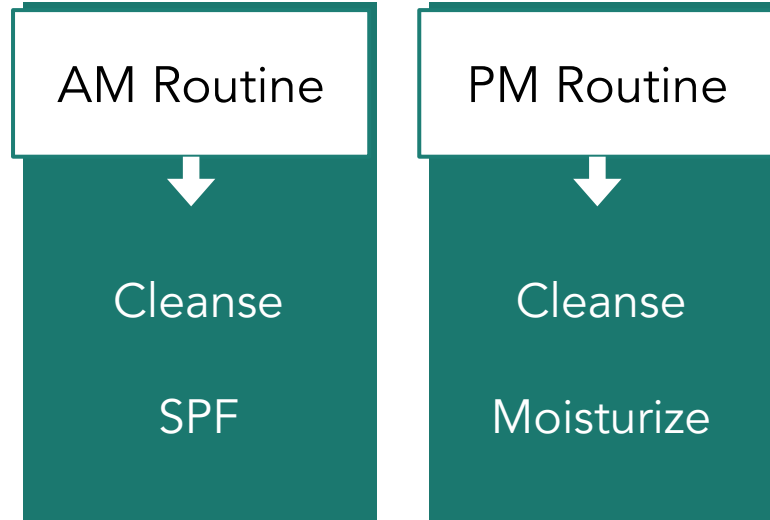 AM Routine
Cleanse
SPF
PM Routine
Cleanse
Moisturize